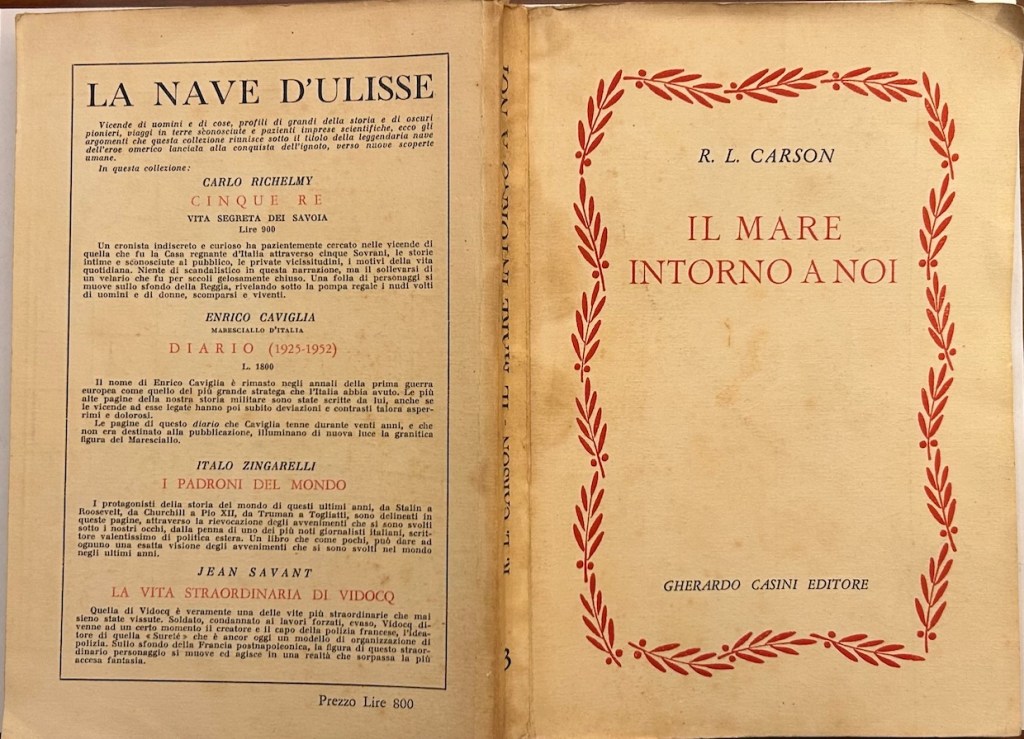 LA NAVE D'ULISSE
Vicende di uomini e di cose, profili di grandi della storia e di oscuri
pionieri, viaggi in terre sconosciute e pazienti imprese scientifiche, ecco gli
argomenti che questa collezione riunisce sotto il titolo della leggendaria nave
dell'eroe omerico lanciata alla conquista dell'ignoto, verso nuove scoperte
umane.
In questa collezione:
CARLO RICHELMY
CINQUE RE
VITA SEGRETA DEI SAVOIA
Lire 900
Un cronista indiscreto e curioso ha pazientemente cercato nelle vicende di
quella che fu la Casa regnante d'Italia attraverso cinque Sovrani, le storie
intime e sconosciute al pubblico, le private vicissitudini, i motivi della vita
quotidiana. Niente di scandalistico in questa narrazione, ma il sollevarsi di
un velario che fu per secoli gelosamente chiuso. Una folla di personaggi si
muove sullo sfondo della Reggia, rivelando sotto la pompa regale i nudi volti
di uomini e di donne, scomparsi e viventi.
ENRICO CAVIGLIA
MARESCIALLO D'ITALIA
DIARIO (1925-1952)
L. 1800
Il nome di Enrico Caviglia è rimasto negli annali della prima guerra
europea come quello del più grande stratega che l'Italia abbia avuto. Le più
alte pagine della nostra storia militare sono state scritte da lui, anche se
le vicende ad esse legate hanno poi subito deviazioni e contrasti talora asper-
rimi e dolorosi.
Le pagine di questo diario che Caviglia tenne durante venti anni, e che
non era destinato alla pubblicazione, illuminano di nuova luce la granitica
figura del Maresciallo.
ITALO ZINGARELLI
I PADRONI DEL MONDO
I protagonisti della storia del mondo di questi ultimi anni, da Stalin a
Roosevelt, da Churchill a Pio XII, da Truman a Togliatti, sono delineati in
queste pagine, attraverso la rievocazione degli avvenimenti che si sono svolti
sotto i nostri occhi, dalla penna di uno dei più noti giornalisti italiani, scrit-
tore valentissimo di politica estera. Un libro che come pochi, può dare ad
ognuno una esatta visione degli avvenimenti che si sono svolti nel mondo
negli ultimi anni.
JEAN SAVANT
LA VITA STRAORDINARIA DI VIDOCQ
Quella di Vidocq è veramente una delle vite più straordinarie che mai
sieno state vissute. Soldato, condannato ai lavori forzati, evaso, Vidocq di-
venne ad un certo momento il creatore e il capo della polizia francese, l'idea-
tore di quella «Sureté» che è ancor oggi un modello di organizzazione di
polizia. Sullo sfondo della Francia postnapoleonica, la figura di questo straor-
dinario personaggio si muove ed agisce in una realtà che sorpassa la più
accesa fantasia.
Prezzo Lire 800
R. L. CARSON - IL MARE INTORNO A NOI
3
R. L. CARSON
IL MARE
INTORNO A NOI
GHERARDO CASINI EDITORE